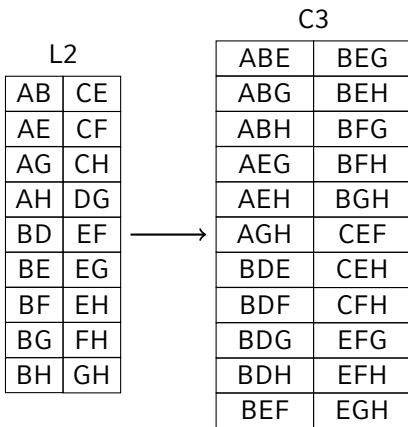 L2
AB CE
AE CF
AG CH
AH DG
BD EF
BE EG
BF EH
BG FH
BH GH
C3
ABE BEG
ABG BEH
ABH BFG
AEG BFH
AEH BGH
AGH CEF
BDE CEH
BDF CFH
BDG EFG
BDH EFH
BEF EGH